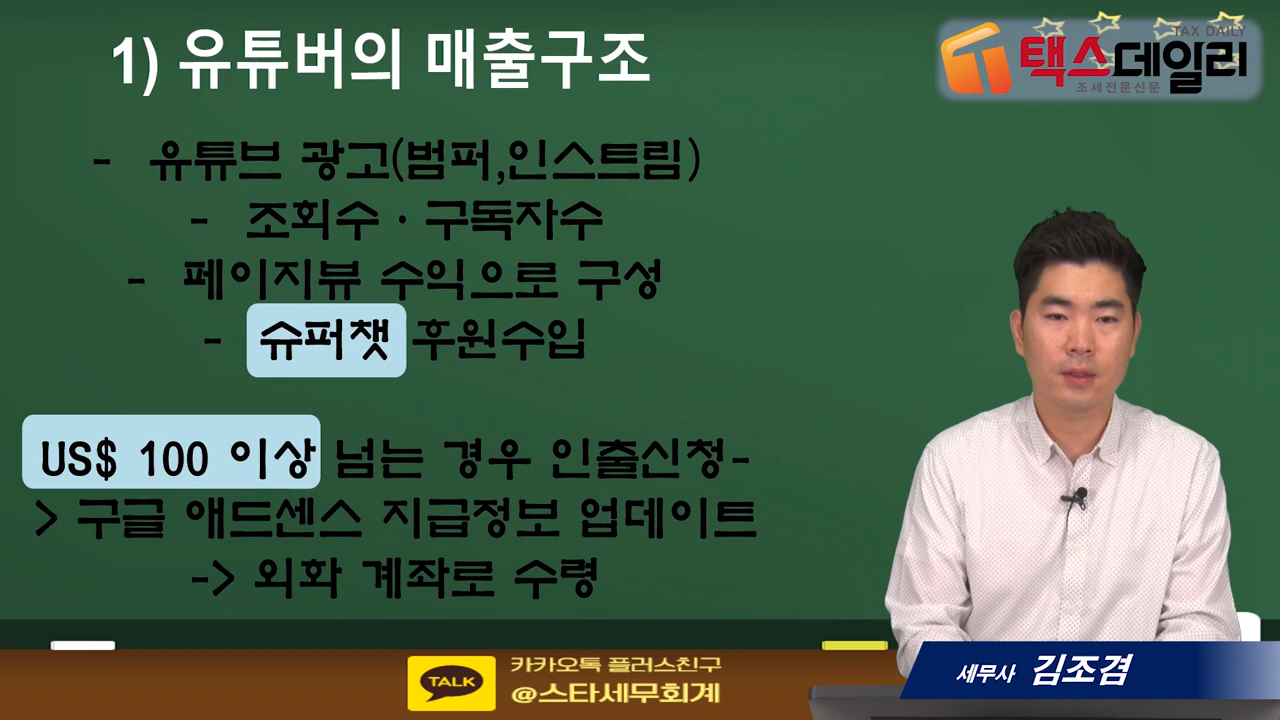 1) 유튜버의 매출구조
TAX DAILY
택스데일리
조세전문신문
- 유튜브 광고(범퍼,인스트림)
- 조회수 · 구독자수
- 페이지뷰 수익으로 구성
- 슈퍼챗 후원수입
US$ 100 이상 넘는 경우 인출신청-
> 구글 애드센스 지급정보 업데이트
-> 외화 계좌로 수령
TALK
카카오톡 플러스친구
@스타세무회계
세무사 김조겸